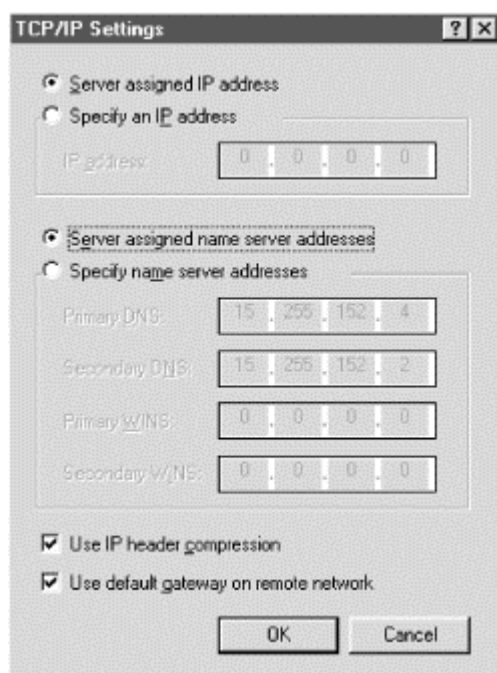 TCP/IP Settings
Server assigned IP address
Specify an IP address
IP address: 0 . 0 . 0 . 0
Server assigned name server addresses
Specify name server addresses
Primary DNS: 15 . 255 . 152 . 4
Secondary DNS: 15 . 255 . 152 . 2
Primary WINS: 0 . 0 . 0 . 0
Secondary WINS: 0 . 0 . 0 . 0
Use IP header compression
Use default gateway on remote network
OK Cancel